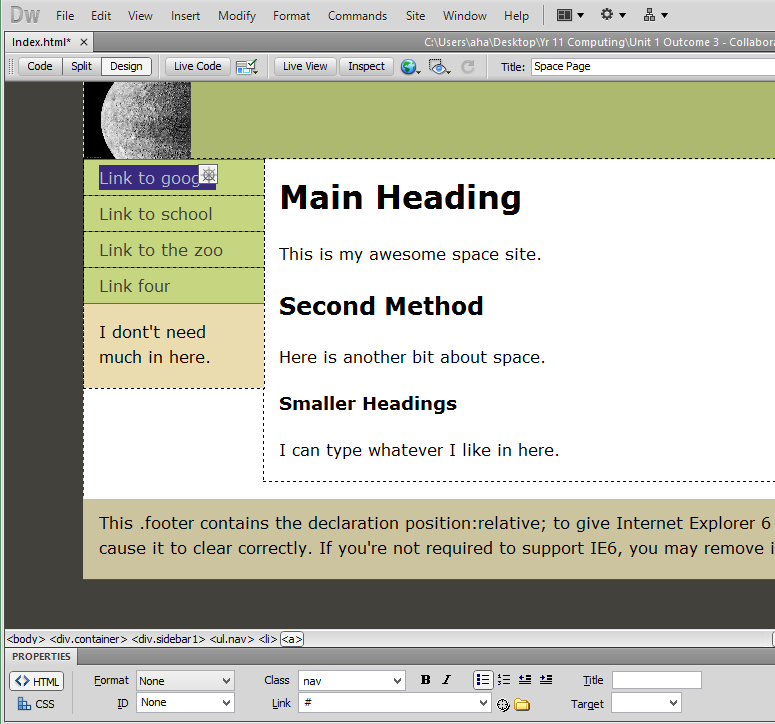 Dw File Edit View Insert Modify Format Commands Site Window Help
Index.html* C:\Users\aha\Desktop\Yr 11 Computing\Unit 1 Outcome 3 - Collabora
Code Split Design Live Code Live View Inspect Title: Space Page
Link to goog
Link to school
Link to the zoo
Link four
I dont't need
much in here.
Main Heading
This is my awesome space site.
Second Method
Here is another bit about space.
Smaller Headings
I can type whatever I like in here.
This .footer contains the declaration position:relative; to give Internet Explorer 6
cause it to clear correctly. If you're not required to support IE6, you may remove i
<body> <div.container> <div.sidebar1> <ul.nav> <li> <a>
PROPERTIES
<> HTML Format None Class nav B I Title
CSS ID None Link # Target